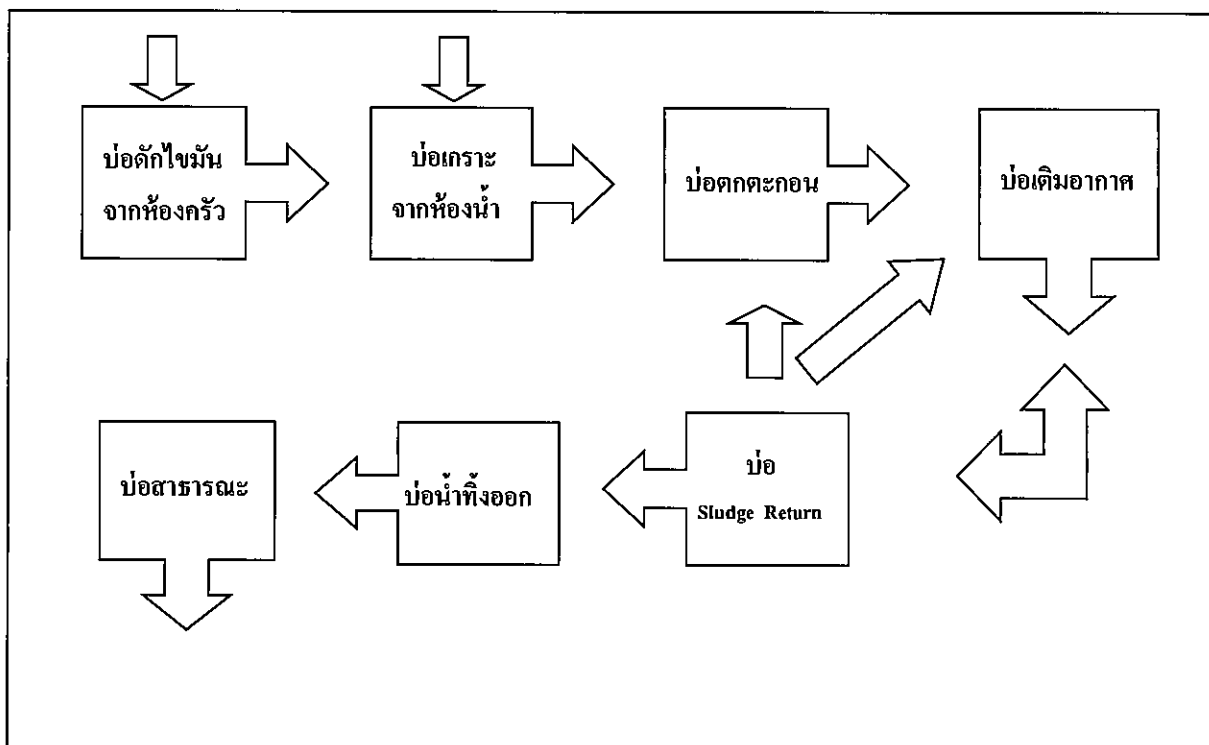 บ่อดักไขมัน
จากห้องครัว
บ่อเกราะ
จากห้องน้ำ
บ่อตกตะกอน
บ่อเติมอากาศ
บ่อสาธารณะ
บ่อน้ำทิ้งออก
บ่อ
Sludge Return